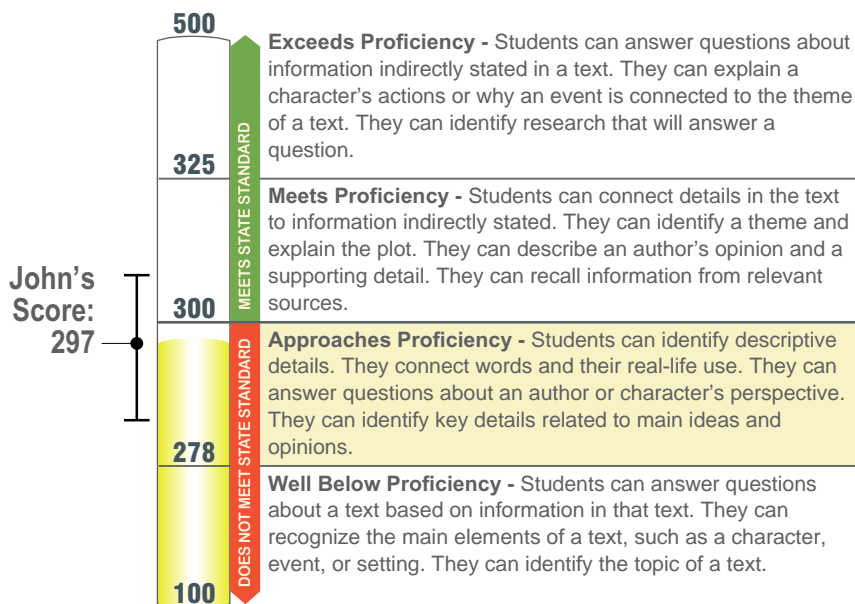 500
Exceeds Proficiency - Students can answer questions about
information indirectly stated in a text. They can explain a
character’s actions or why an event is connected to the theme
of a text. They can identify research that will answer a
question.
325
Meets Proficiency - Students can connect details in the text
to information indirectly stated. They can identify a theme and
explain the plot. They can describe an author’s opinion and a
supporting detail. They can recall information from relevant
sources.
MEETS STATE STANDARD
John’s
Score:
297
300
Approaches Proficiency - Students can identify descriptive
details. They connect words and their real-life use. They can
answer questions about an author or character’s perspective.
They can identify key details related to main ideas and
opinions.
278
DOES NOT MEET STATE STANDARD
Well Below Proficiency - Students can answer questions
about a text based on information in that text. They can
recognize the main elements of a text, such as a character,
event, or setting. They can identify the topic of a text.
100